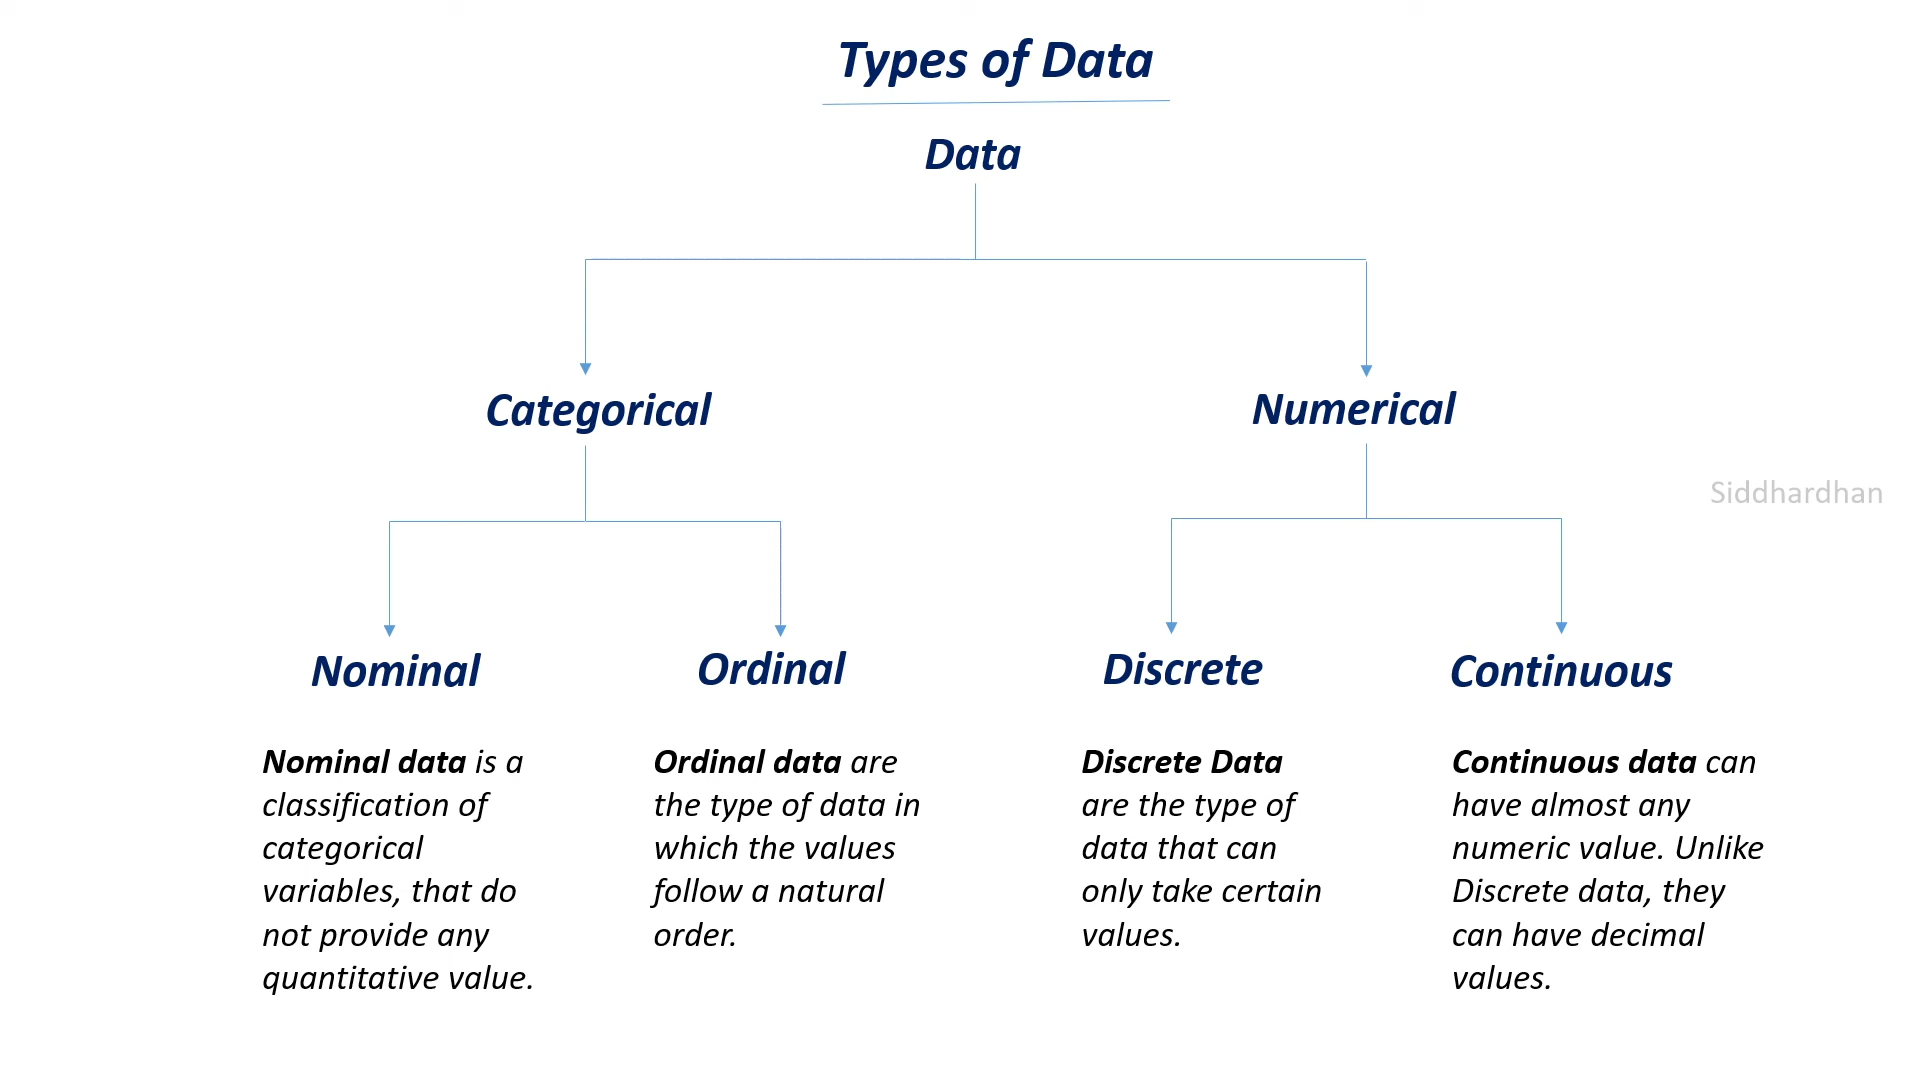 Types of Data
Data
Categorical
Numerical
Siddhardhan
Nominal
Ordinal
Discrete
Continuous
Nominal data is a
classification of
categorical
variables, that do
not provide any
quantitative value.
Ordinal data are
the type of data in
which the values
follow a natural
order.
Discrete Data
are the type of
data that can
only take certain
values.
Continuous data can
have almost any
numeric value. Unlike
Discrete data, they
can have decimal
values.